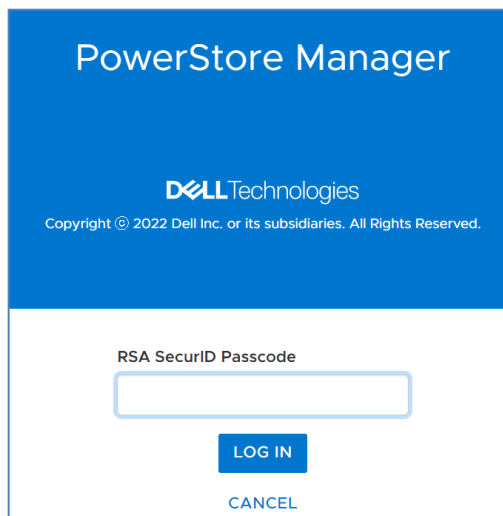 PowerStore Manager
DELLTechnologies
Copyright © 2022 Dell Inc. or its subsidiaries. All Rights Reserved.
RSA SecurID Passcode
LOG IN
CANCEL